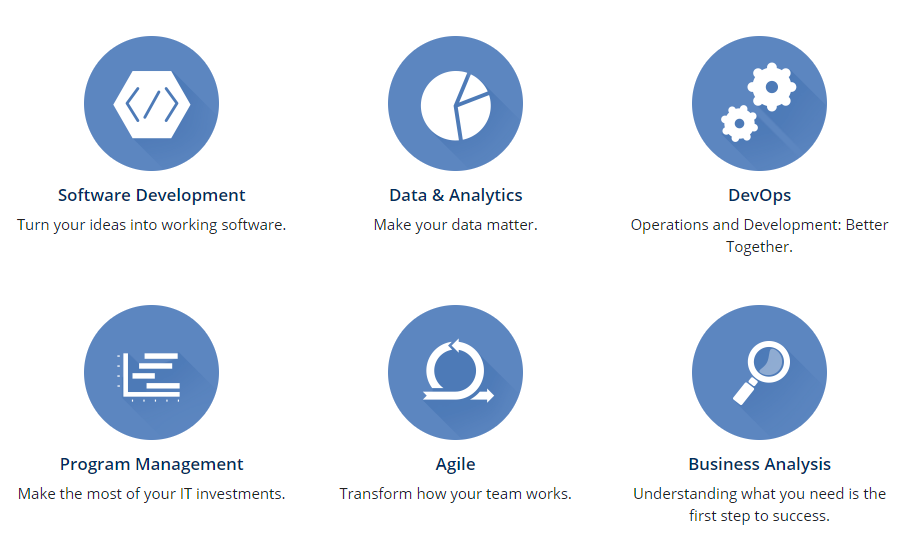 Software Development
Turn your ideas into working software.
Data & Analytics
Make your data matter.
DevOps
Operations and Development: Better
Together.
Program Management
Make the most of your IT investments.
Agile
Transform how your team works.
Business Analysis
Understanding what you need is the
first step to success.